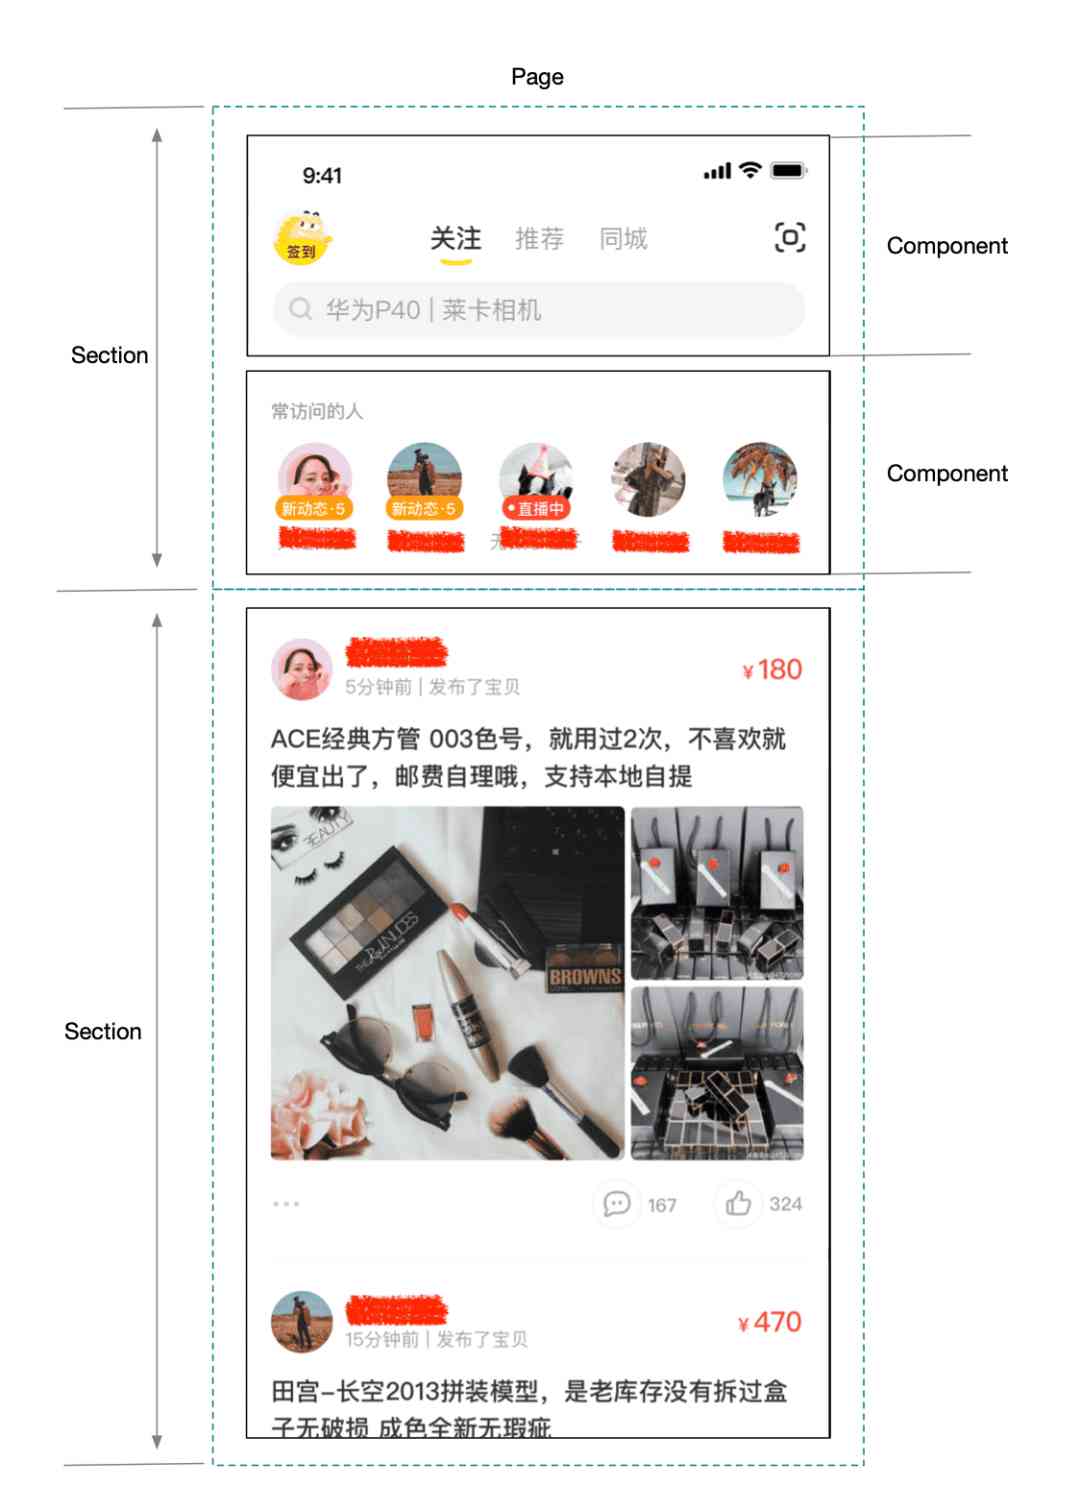 Page
9:41
签到
关注 推荐 同城
Component
华为P40 | 莱卡相机
Section
常访问的人
Component
新动态·5 新动态·5 直播中
¥180
5分钟前 | 发布了宝贝
ACE经典方管 003色号，就用过2次，不喜欢就
便宜出了，邮费自理哦，支持本地自提
BEAUTY
THE ROCK NUDES
BROWNS
Section
167 324
¥470
15分钟前 | 发布了宝贝
田宫-长空2013拼装模型，是老库存没有拆过盒
子无破损 成色全新无瑕疵